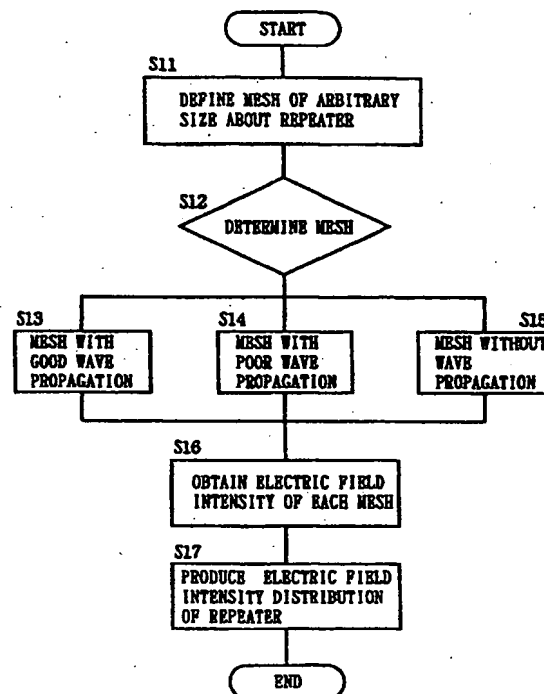 START
S11
DEFINE MESH OF ARBITRARY
SIZE ABOUT REPEATER
S12
DETERMINE MESH
S13
MESH WITH
GOOD WAVE
PROPAGATION
S14
MESH WITH
POOR WAVE
PROPAGATION
S15
MESH WITHOUT
WAVE
PROPAGATION
S16
OBTAIN ELECTRIC FIELD
INTENSITY OF EACH MESH
S17
PRODUCE ELECTRIC FIELD
INTENSITY DISTRIBUTION
OF REPEATER
END